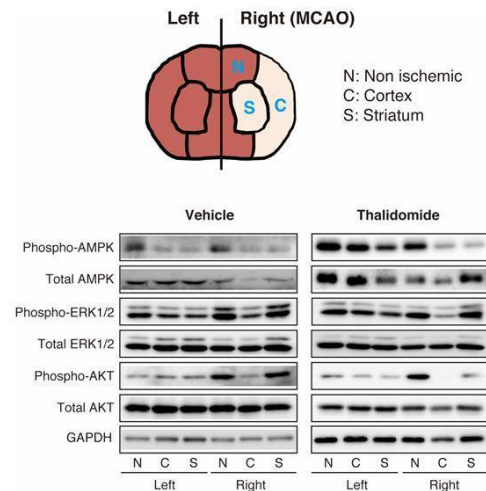 Left Right (MCAO)
N
S C
N: Non ischemic
C: Cortex
S: Striatum
Vehicle Thalidomide
Phospho-AMPK
Total AMPK
Phospho-ERK1/2
Total ERK1/2
Phospho-AKT
Total AKT
GAPDH
N C S N C S N C S N C S
Left Right Left Right